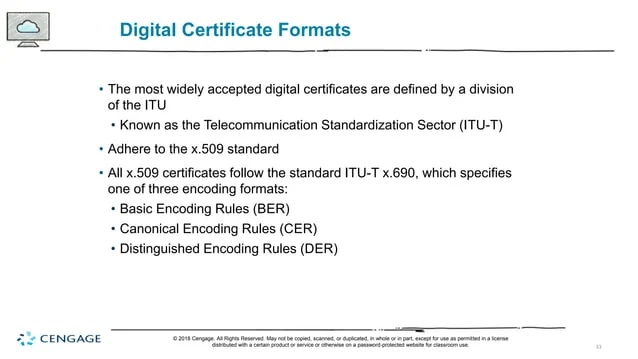 Digital Certificate Formats
• The most widely accepted digital certificates are defined by a division
of the ITU
• Known as the Telecommunication Standardization Sector (ITU-T)
• Adhere to the x.509 standard
• All x.509 certificates follow the standard ITU-T x.690, which specifies
one of three encoding formats:
• Basic Encoding Rules (BER)
• Canonical Encoding Rules (CER)
• Distinguished Encoding Rules (DER)
CENGAGE
© 2018 Cengage. All Rights Reserved. May not be copied, scanned, or duplicated, in whole or in part, except for use as permitted in a license
distributed with a certain product or service or otherwise on a password-protected website for classroom use.